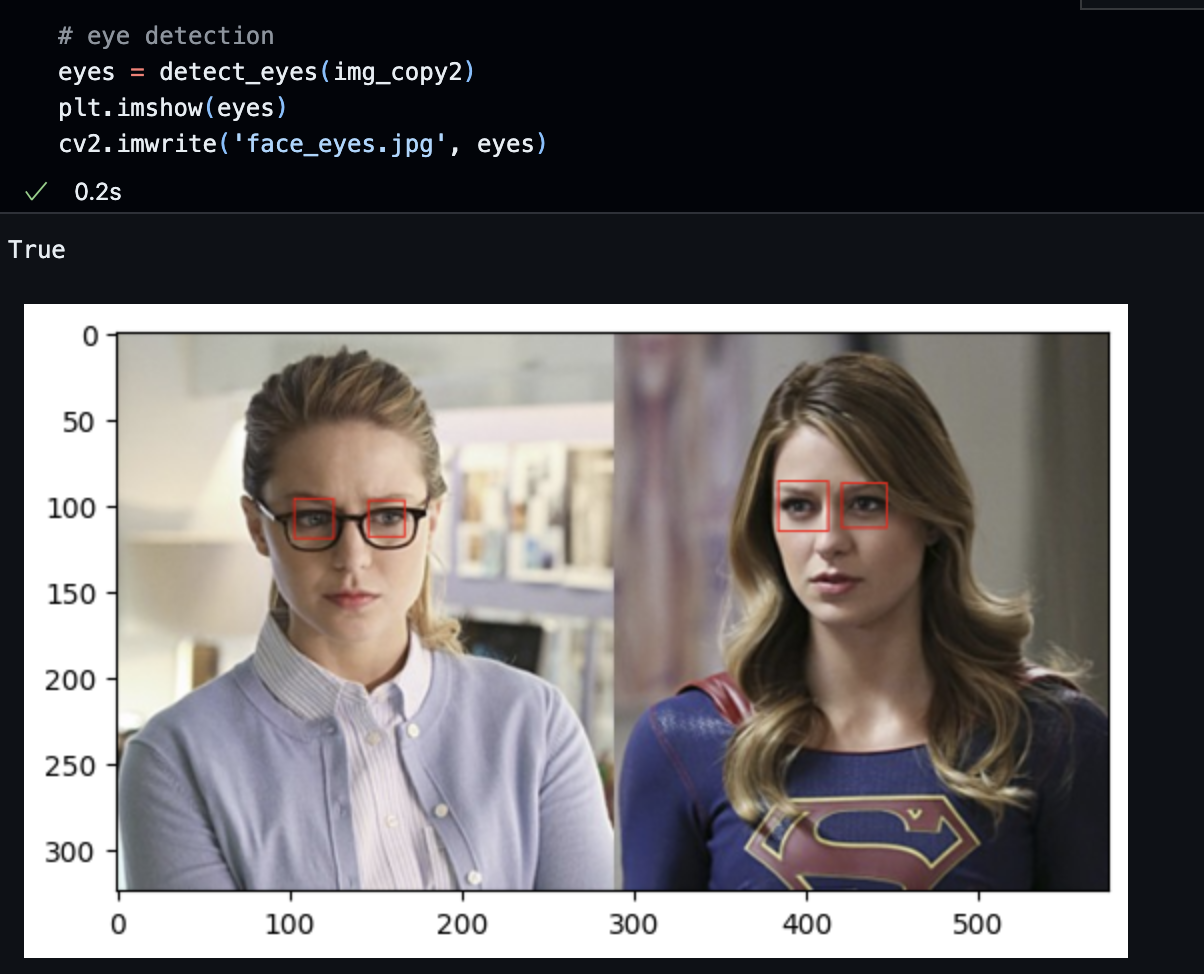 # eye detection
eyes = detect_eyes(img_copy2)
plt.imshow(eyes)
cv2.imwrite('face_eyes.jpg', eyes)
✓ 0.2s
True
0
50
100
150
200
250
300
0 100 200 300 400 500
S